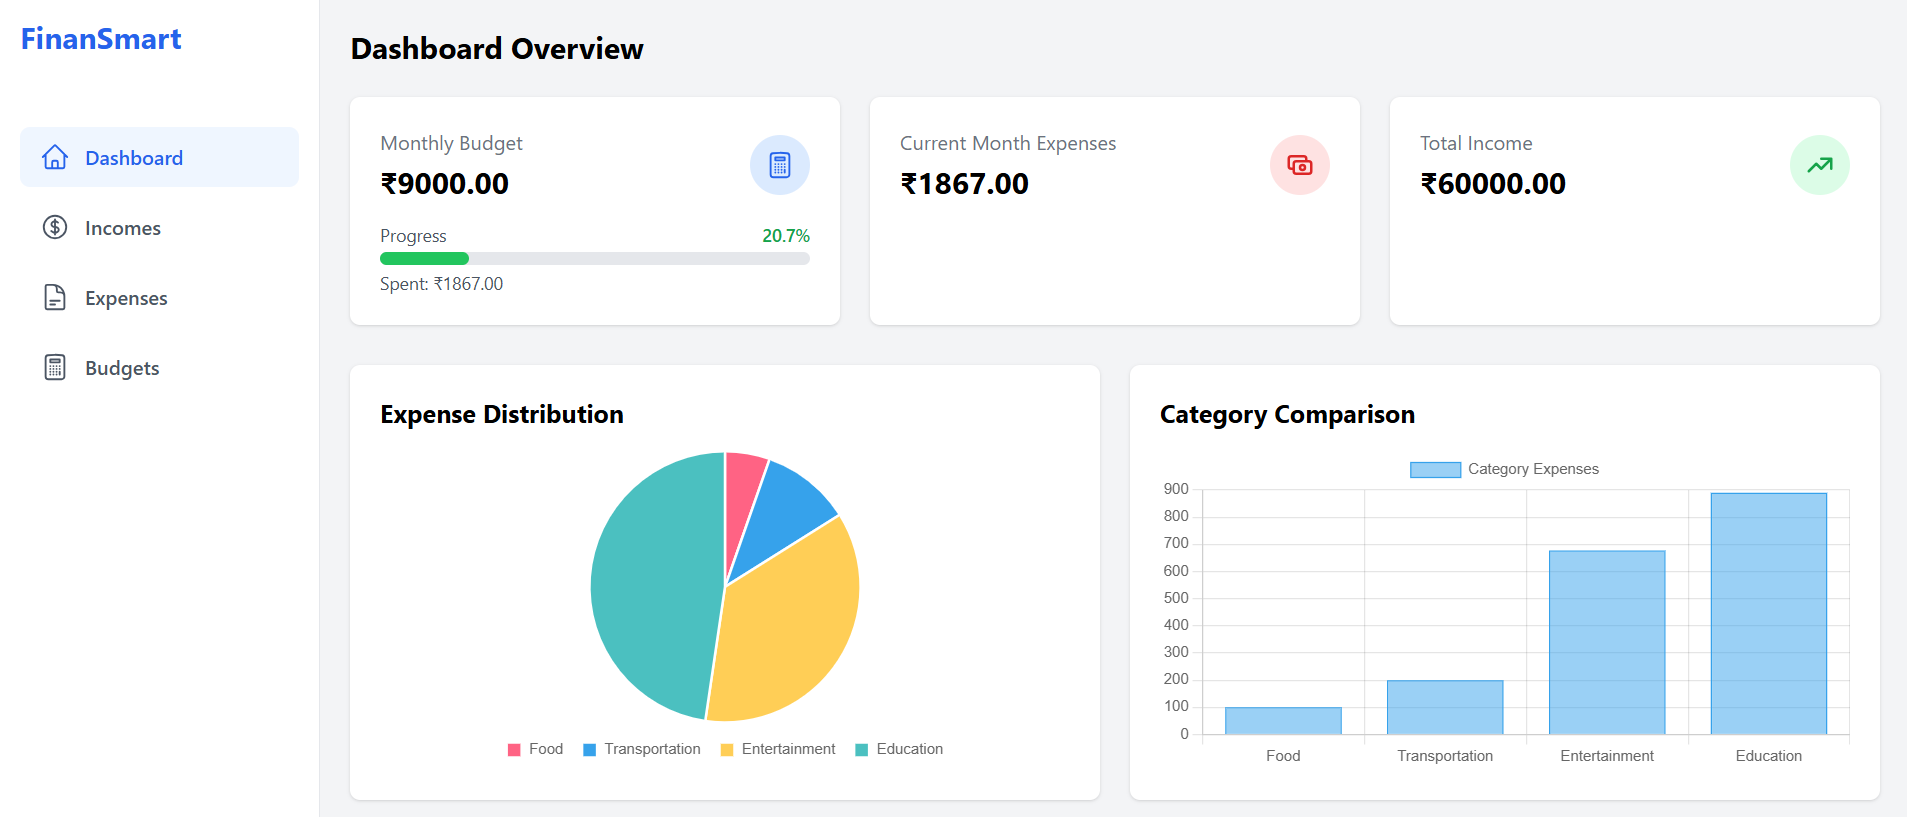 FinanSmart
Dashboard
Incomes
Expenses
Budgets
Dashboard Overview
Monthly Budget
₹9000.00
Progress 20.7%
Spent: ₹1867.00
Current Month Expenses
₹1867.00
Total Income
₹60000.00
Expense Distribution
Food Transportation Entertainment Education
Category Comparison
Category Expenses
900
800
700
600
500
400
300
200
100
0
Food Transportation Entertainment Education